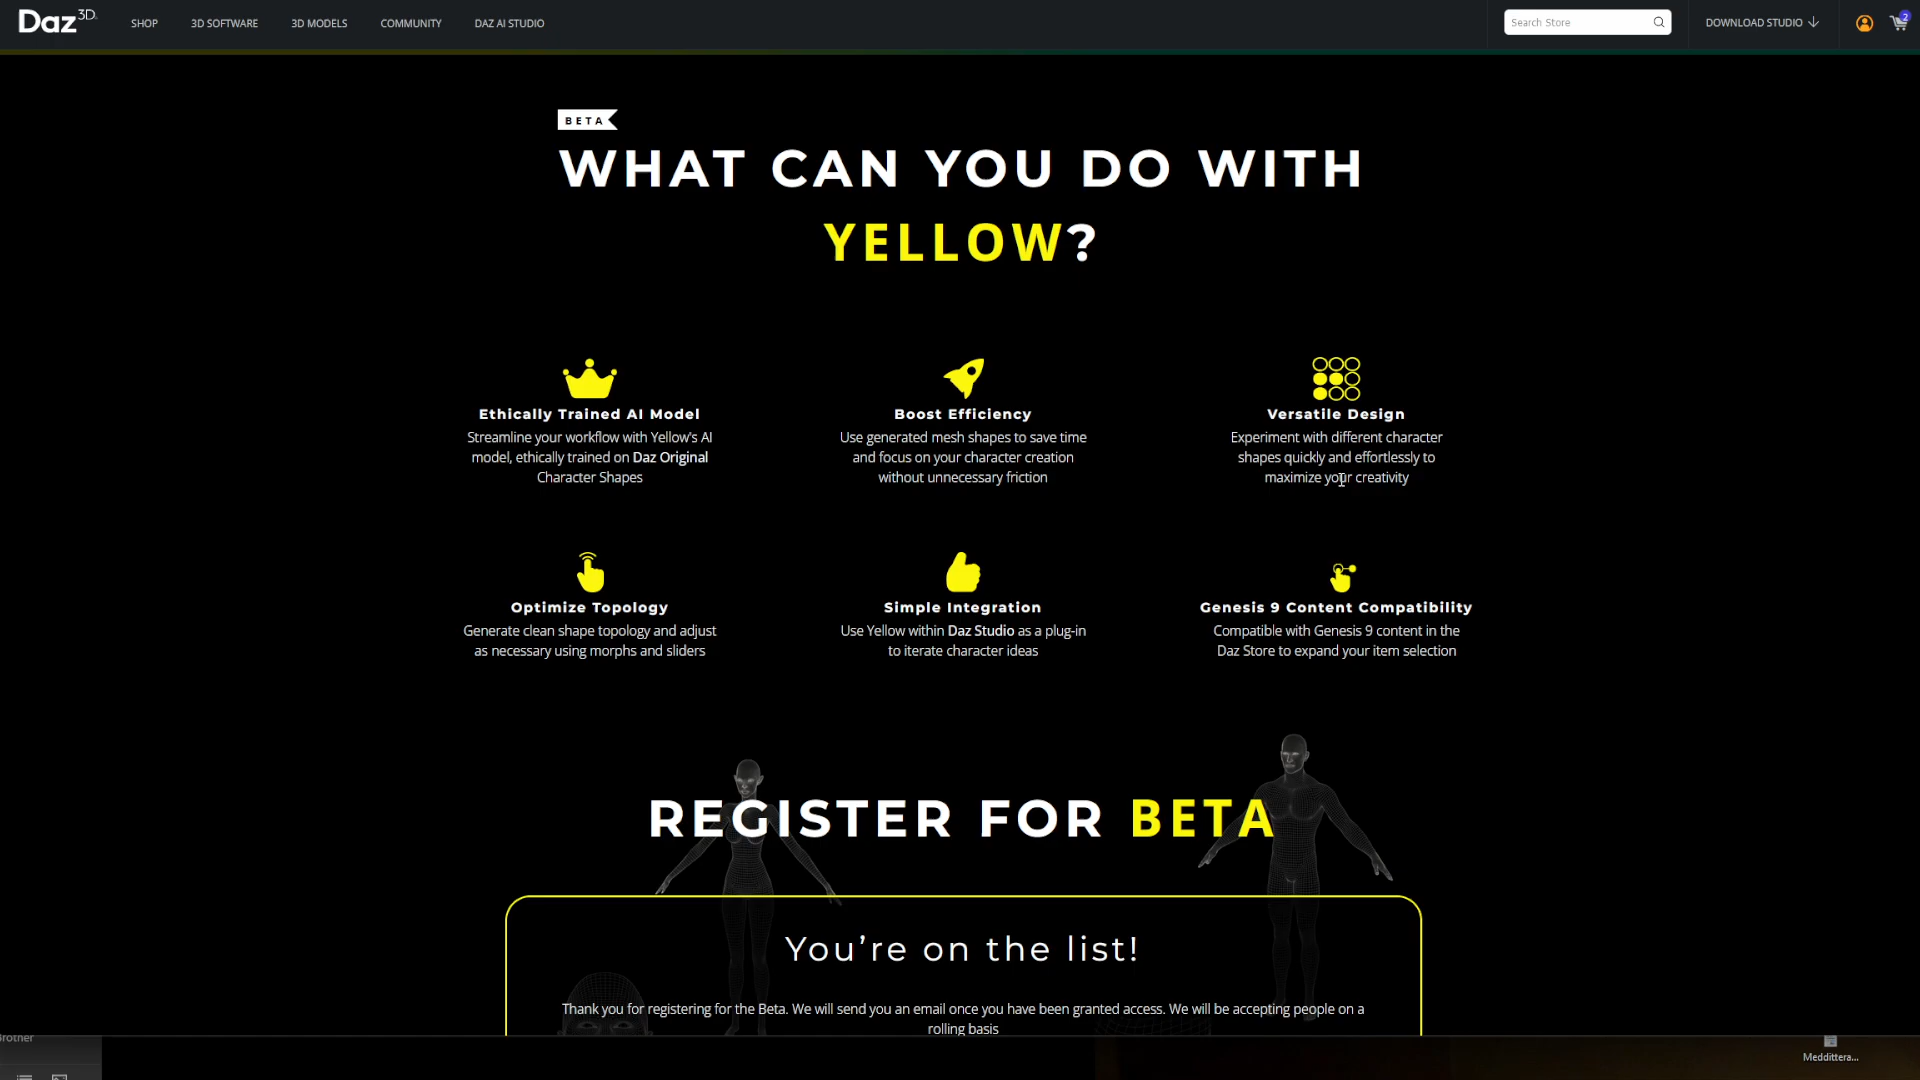 Daz 3D
SHOP
3D SOFTWARE
3D MODELS
COMMUNITY
DAZ AI STUDIO
Search Store
DOWNLOAD STUDIO
2
BETA
WHAT CAN YOU DO WITH
YELLOW?
Ethically Trained AI Model
Streamline your workflow with Yellow's AI
model, ethically trained on Daz Original
Character Shapes
Boost Efficiency
Use generated mesh shapes to save time
and focus on your character creation
without unnecessary friction
Versatile Design
Experiment with different character
shapes quickly and effortlessly to
maximize your creativity
Optimize Topology
Generate clean shape topology and adjust
as necessary using morphs and sliders
Simple Integration
Use Yellow within Daz Studio as a plug-in
to iterate character ideas
Genesis 9 Content Compatibility
Compatible with Genesis 9 content in the
Daz Store to expand your item selection
REGISTER FOR BETA
You’re on the list!
Thank you for registering for the Beta. We will send you an email once you have been granted access. We will be accepting people on a
rolling basis
Meddittera...